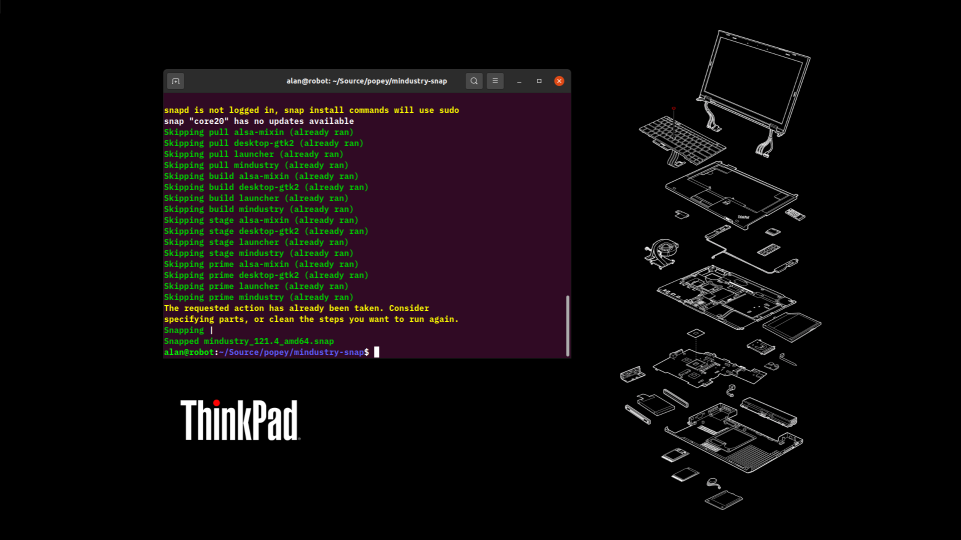 alan@robot: ~/Source/popey/mindustry-snap
snapd is not logged in, snap install commands will use sudo
snap "core20" has no updates available
Skipping pull alsa-mixin (already ran)
Skipping pull desktop-gtk2 (already ran)
Skipping pull launcher (already ran)
Skipping pull mindustry (already ran)
Skipping build alsa-mixin (already ran)
Skipping build desktop-gtk2 (already ran)
Skipping build launcher (already ran)
Skipping build mindustry (already ran)
Skipping stage alsa-mixin (already ran)
Skipping stage desktop-gtk2 (already ran)
Skipping stage launcher (already ran)
Skipping stage mindustry (already ran)
Skipping prime alsa-mixin (already ran)
Skipping prime desktop-gtk2 (already ran)
Skipping prime launcher (already ran)
Skipping prime mindustry (already ran)
The requested action has already been taken. Consider
specifying parts, or clean the steps you want to run again.
Snapping |
Snapped mindustry_121.4_amd64.snap
alan@robot:~/Source/popey/mindustry-snap$
ThinkPad